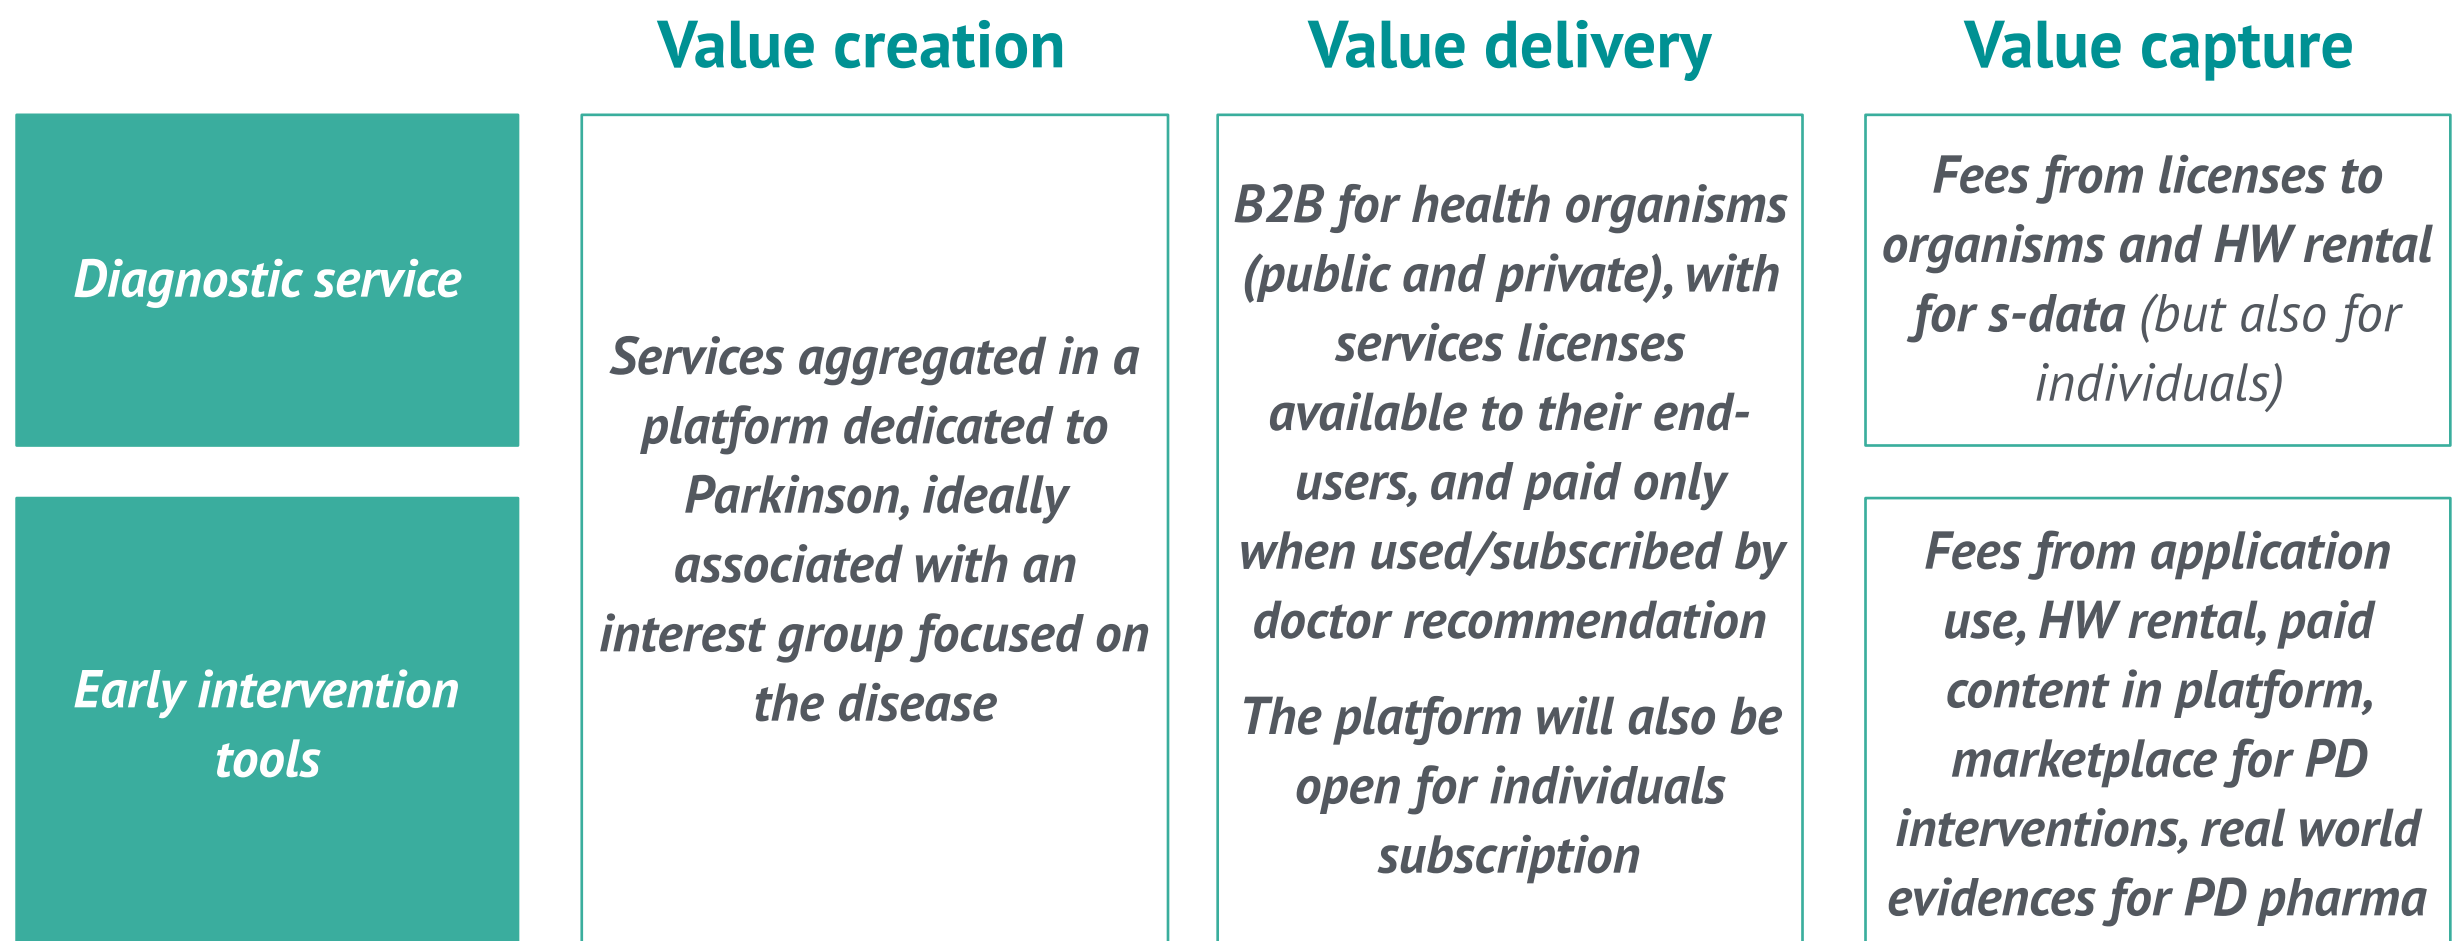 Value creation
Value delivery
Value capture
Diagnostic service
Early intervention
tools
Services aggregated in a
platform dedicated to
Parkinson, ideally
associated with an
interest group focused on
the disease
B2B for health organisms
(public and private), with
services licenses
available to their end-
users, and paid only
when used/subscribed by
doctor recommendation
The platform will also be
open for individuals
subscription
Fees from licenses to
organisms and HW rental
for s-data (but also for
individuals)
Fees from application
use, HW rental, paid
content in platform,
marketplace for PD
interventions, real world
evidences for PD pharma